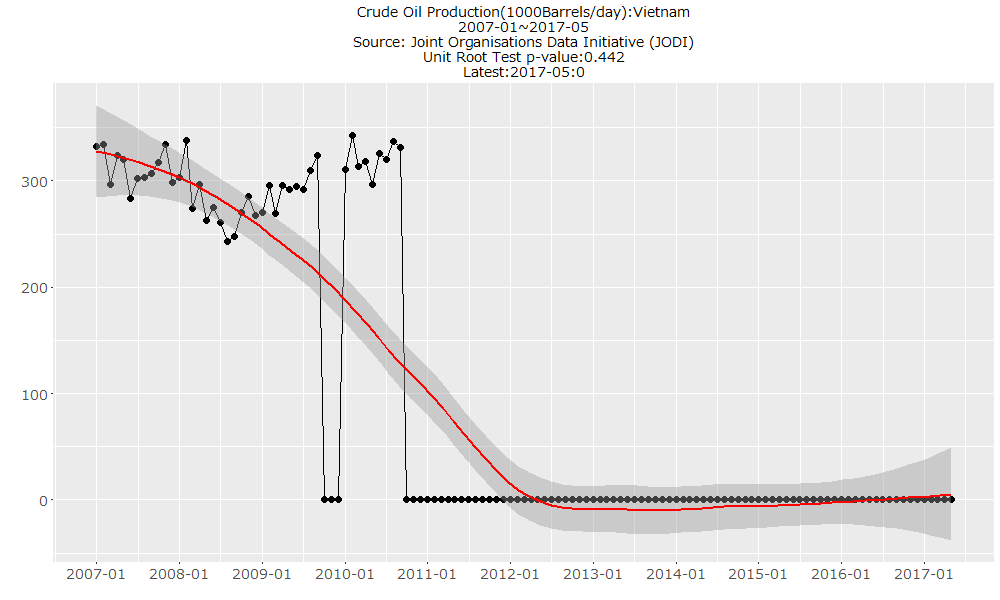 Crude Oil Production(1000Barrels/day):Vietnam
2007-01~2017-05
Source: Joint Organisations Data Initiative (JODI)
Unit Root Test p-value:0.442
Latest:2017-05:0
300
200
100
0
2007-01 2008-01 2009-01 2010-01 2011-01 2012-01 2013-01 2014-01 2015-01 2016-01 2017-01